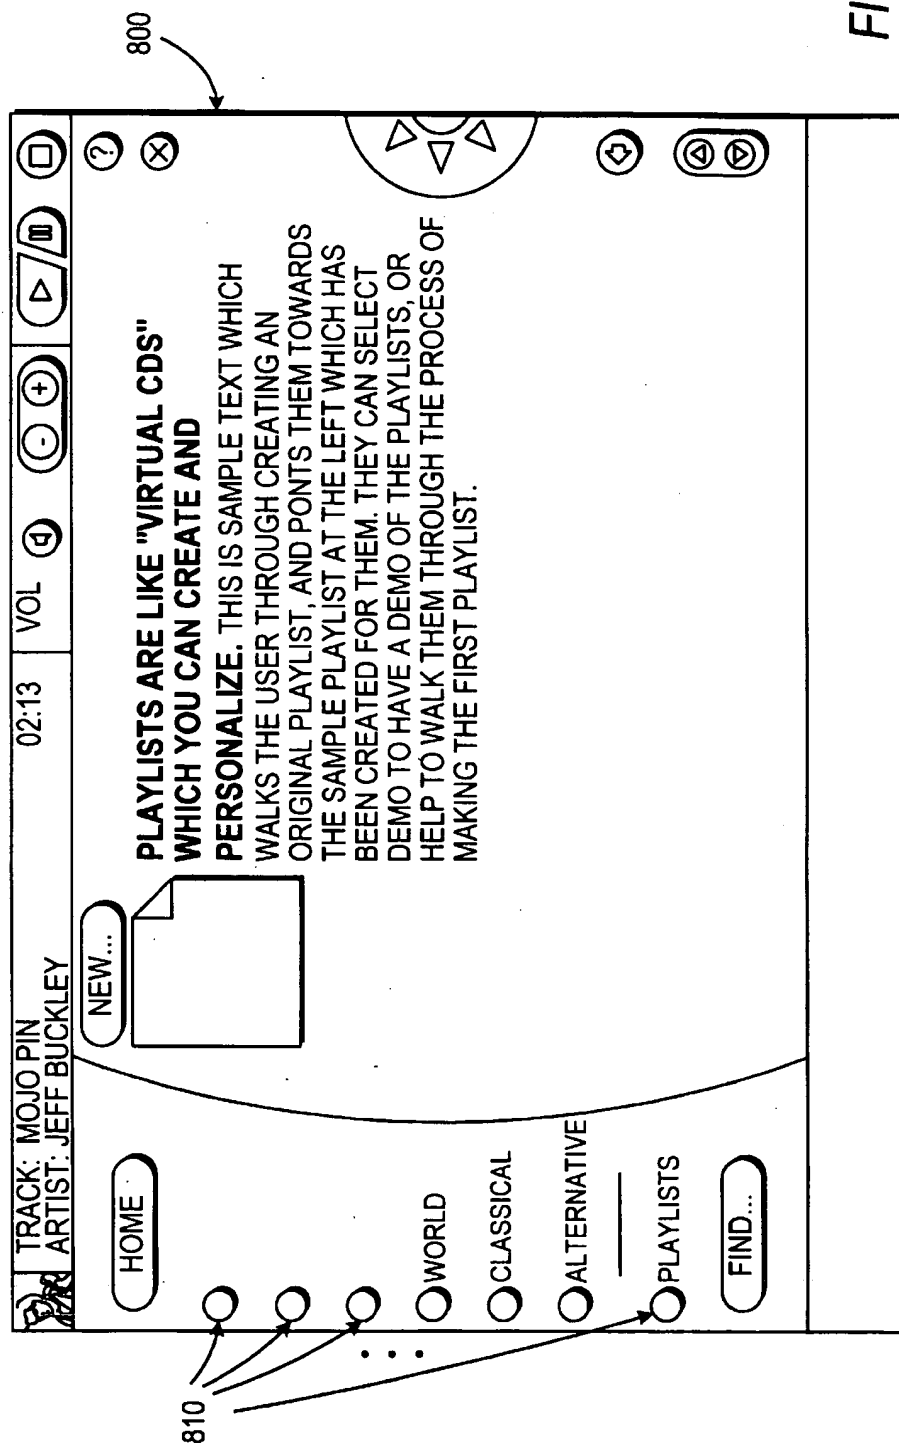 800
TRACK: MOJO PIN
ARTIST: JEFF BUCKLEY
02:13
VOL
- +
?
HOME
NEW...
PLAYLISTS ARE LIKE "VIRTUAL CDS"
WHICH YOU CAN CREATE AND
PERSONALIZE. THIS IS SAMPLE TEXT WHICH
WALKS THE USER THROUGH CREATING AN
ORIGINAL PLAYLIST, AND PONTS THEM TOWARDS
THE SAMPLE PLAYLIST AT THE LEFT WHICH HAS
BEEN CREATED FOR THEM. THEY CAN SELECT
DEMO TO HAVE A DEMO OF THE PLAYLISTS, OR
HELP TO WALK THEM THROUGH THE PROCESS OF
MAKING THE FIRST PLAYLIST.
810
WORLD
CLASSICAL
ALTERNATIVE
PLAYLISTS
FIND...
FI